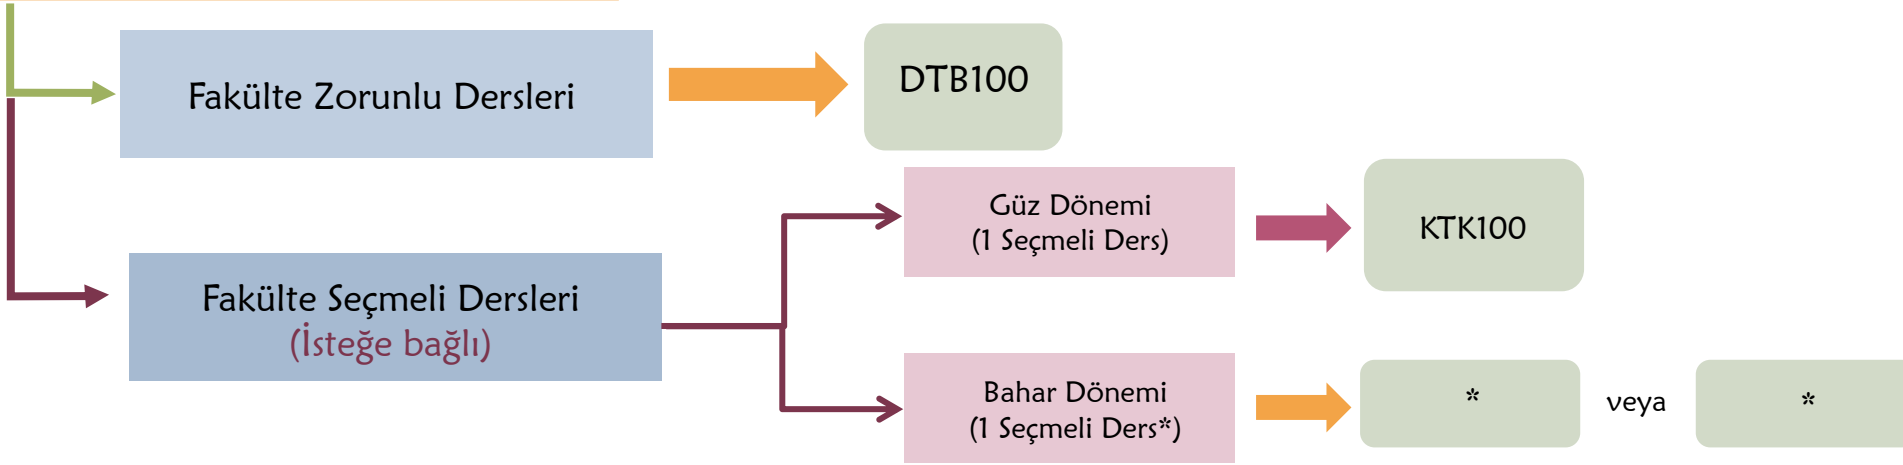 Fakülte Zorunlu Dersleri
DTB100
Fakülte Seçmeli Dersleri
(İsteğe bağlı)
Güz Dönemi
(1 Seçmeli Ders)
KTK100
Bahar Dönemi
(1 Seçmeli Ders*)
* veya *